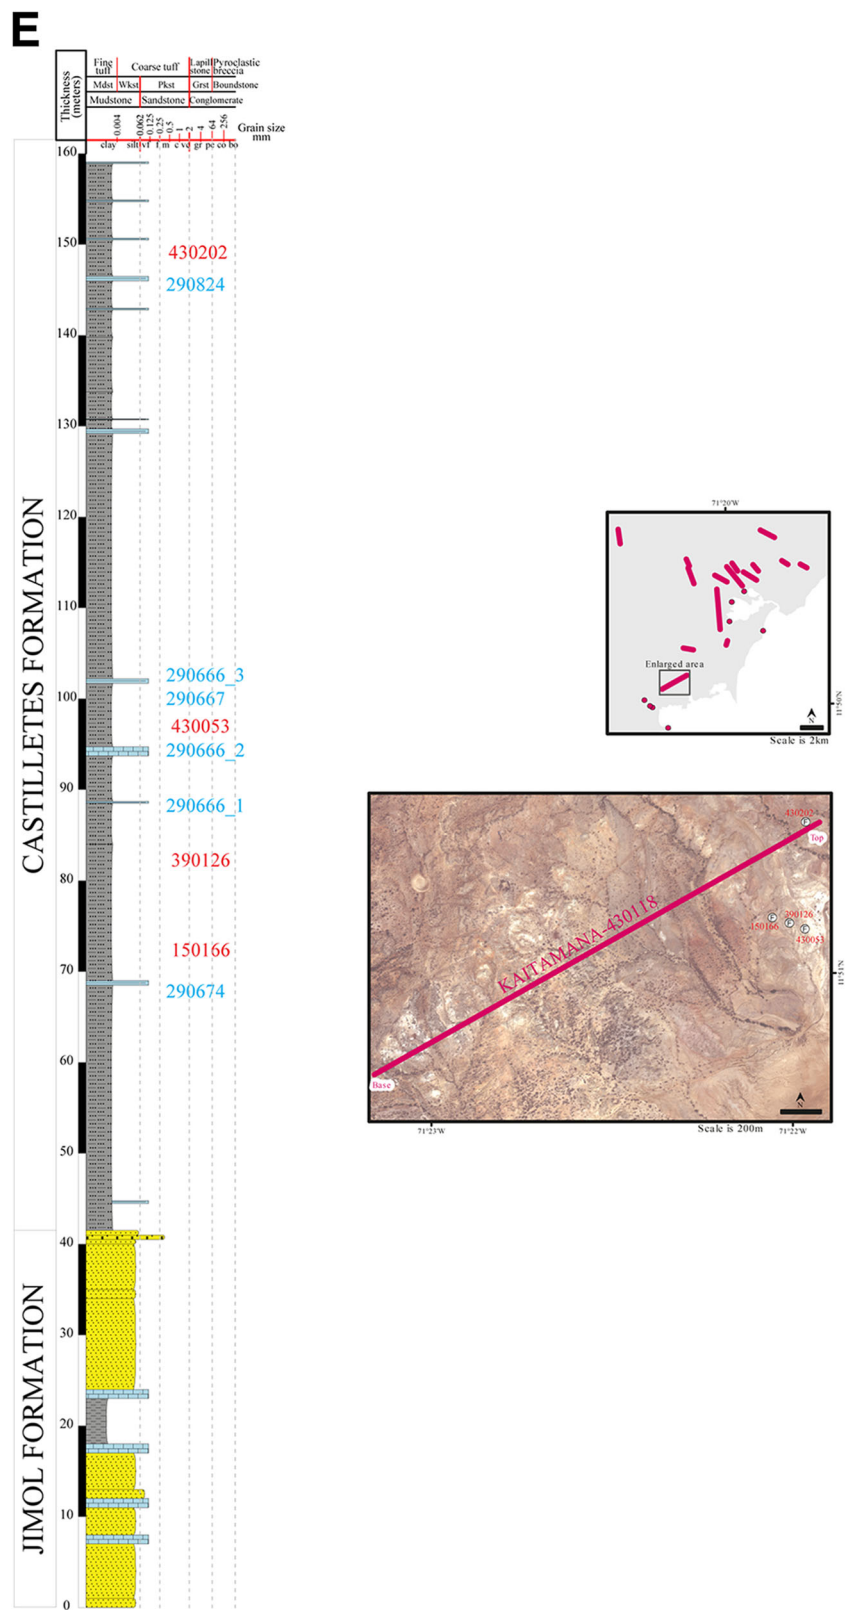 E
Thickness
(meters)
Fine
tuff
Coarse tuff
Lapilli
stone
Pyroclastic
breccia
Mdst
Wkst
Pkst
Grst
Boundstone
Mudstone
Sandstone
Conglomerate
0.004
0.062
0.125
0.25
0.5
1
2
4
64
256
Grain size
mm
clay
silt
vf
f
m
c
vc
gr
pe
co
bo
160
150
430202
290824
140
130
120
110
290666_3
100
290667
430053
290666_2
90
290666_1
390126
80
150166
70
290674
60
50
40
30
20
10
0
CASTILLETES FORMATION
JIMOL FORMATION
71°20'W
Enlarged area
11°50'N
N
Scale is 2km
430202
F
Top
KAITAMANA-430118
390126
150166
F
F
F
430053
11°51'N
Base
N
71°23'W
Scale is 200m
71°22'W